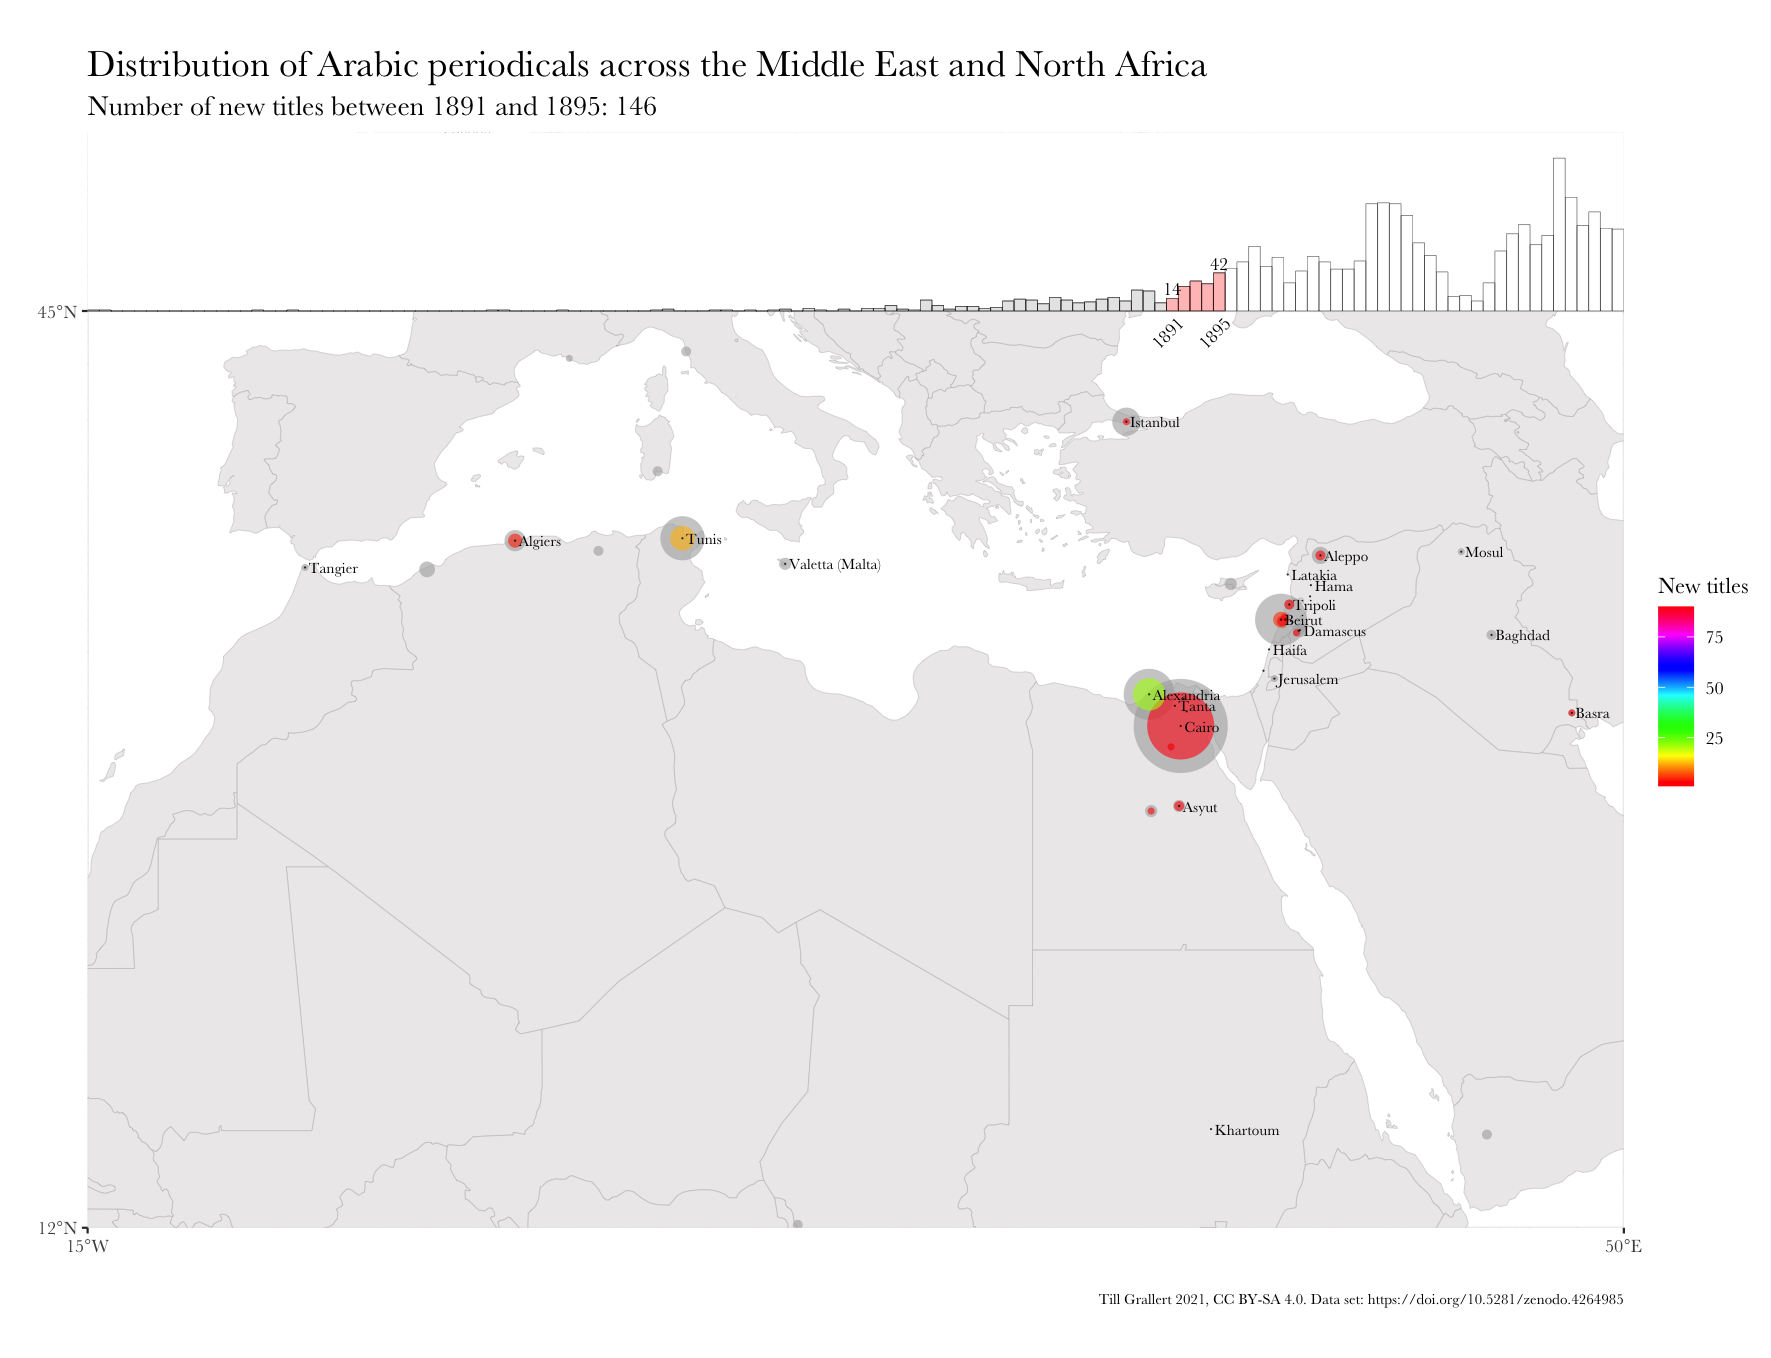 Distribution of Arabic periodicals across the Middle East and North Africa
Number of new titles between 1891 and 1895: 146
42
14
45°N
1891
1895
Istanbul
Tunis
Algiers
Mosul
Aleppo
Valetta (Malta)
Tangier
Latakia
Hama
New titles
Tripoli
Beirut
Damascus
Baghdad
75
Haifa
Jerusalem
50
Alexandria
Tanta
Basra
Cairo
25
Asyut
Khartoum
12°N
15°W
50°E
Till Grallert 2021, CC BY-SA 4.0. Data set: https://doi.org/10.5281/zenodo.4264985